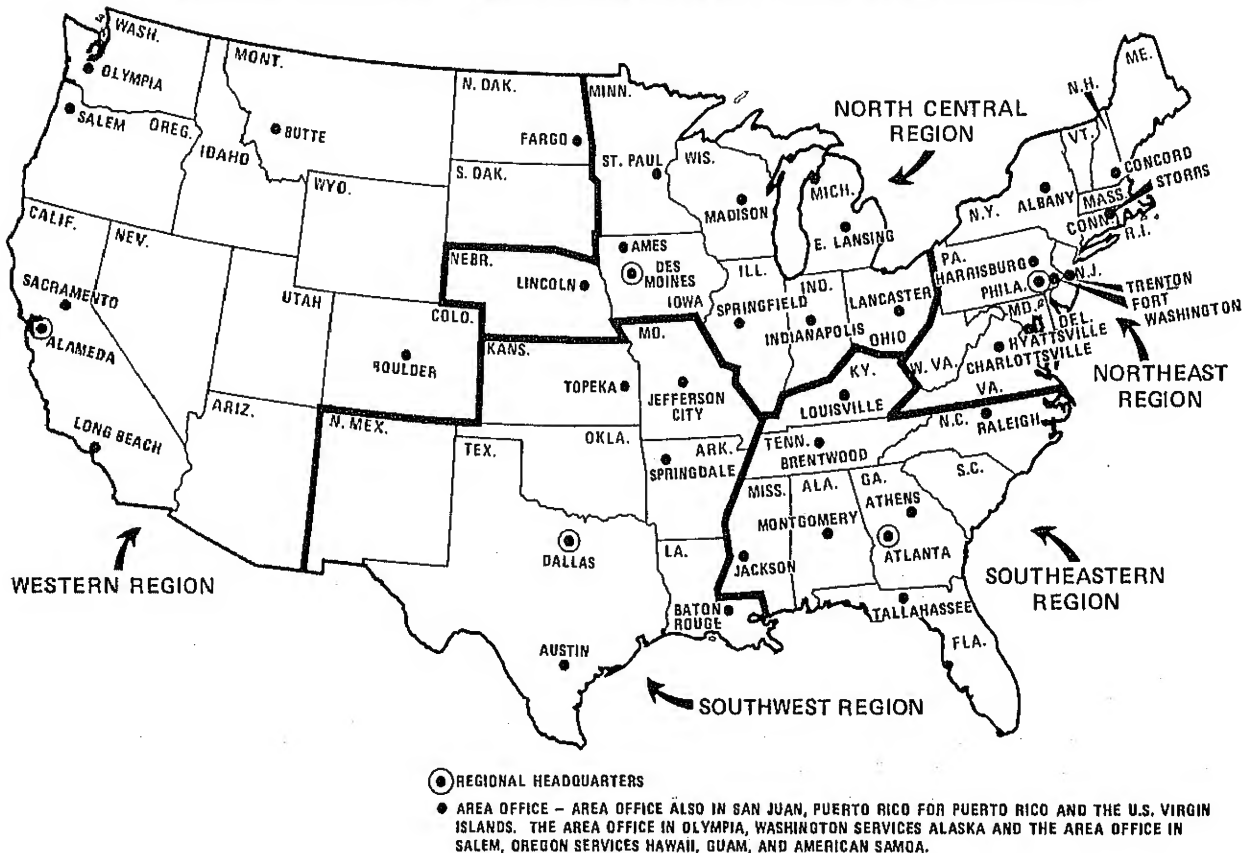 WASH.
OLYMPIA
MONT.
N. DAK.
MINN.
ME.
N.H.
SALEM
OREG.
BUTTE
FARGO
NORTH CENTRAL
REGION
VT.
IDAHO
ST. PAUL
WIS.
CONCORD
STORRS
WYO.
S. DAK.
MICH.
MADISON
N.Y.
ALBANY
MASS.
CONN.
R.I.
CALIF.
NEV.
E. LANSING
NEBR.
AMES
DES
MOINES
IOWA
PA.
HARRISBURG
PHILA.
N.J.
TRENTON
FORT
WASHINGTON
LINCOLN
ILL.
IND.
LANCASTER
OHIO
SACRAMENTO
UTAH
COLO.
SPRINGFIELD
INDIANAPOLIS
MD.
DEL.
HYATTSVILLE
CHARLOTTSVILLE
ALAMEDA
BOULDER
KANS.
MO.
KY.
W. VA.
VA.
NORTHEAST
REGION
TOPEKA
JEFFERSON
CITY
LOUISVILLE
ARIZ.
N. MEX.
LONG BEACH
OKLA.
TEX.
ARK.
SPRINGDALE
TENN.
BRENTWOOD
N.C.
RALEIGH
S.C.
MISS.
ALA.
GA.
ATHENS
MONTGOMERY
ATLANTA
DALLAS
LA.
JACKSON
WESTERN REGION
SOUTHEASTERN
REGION
BATON
ROUGE
TALLAHASSEE
FLA.
AUSTIN
SOUTHWEST REGION
REGIONAL HEADQUARTERS
AREA OFFICE – AREA OFFICE ALSO IN SAN JUAN, PUERTO RICO FOR PUERTO RICO AND THE U.S. VIRGIN
ISLANDS. THE AREA OFFICE IN OLYMPIA, WASHINGTON SERVICES ALASKA AND THE AREA OFFICE IN
SALEM, OREGON SERVICES HAWAII, GUAM, AND AMERICAN SAMOA.